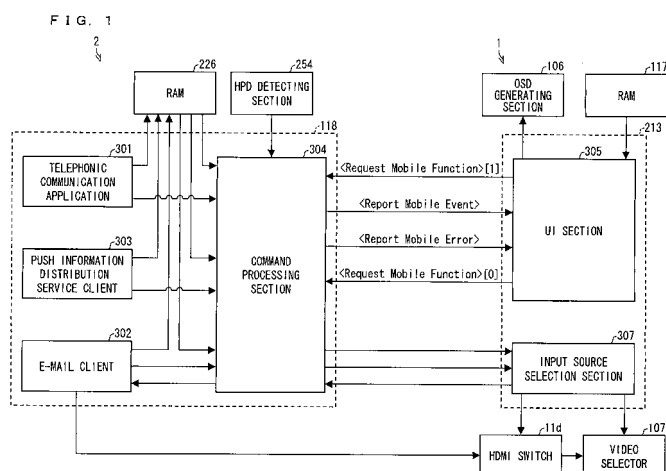 FIG. 1
2
1
226
RAM
254
HPD DETECTING
SECTION
106
OSD
GENERATING
SECTION
117
RAM
118
213
301
TELEPHONIC
COMMUNICATION
APPLICATION
303
PUSH INFORMATION
DISTRIBUTION
SERVICE CLIENT
302
E-MAIL CLIENT
304
COMMAND
PROCESSING
SECTION
<Request Mobile Function>[1]
<Report Mobile Event>
<Report Mobile Error>
<Request Mobile Function>[0]
305
UI SECTION
307
INPUT SOURCE
SELECTION SECTION
11d
HDMI SWITCH
107
VIDEO
SELECTOR